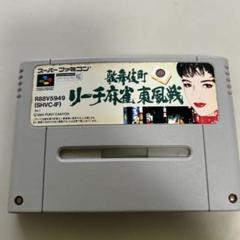 スーパーファミコン
歌舞伎町
リーチ麻雀 東風戦
R88V5949
(SHVC-IF)
© 1994 PONY CANYON